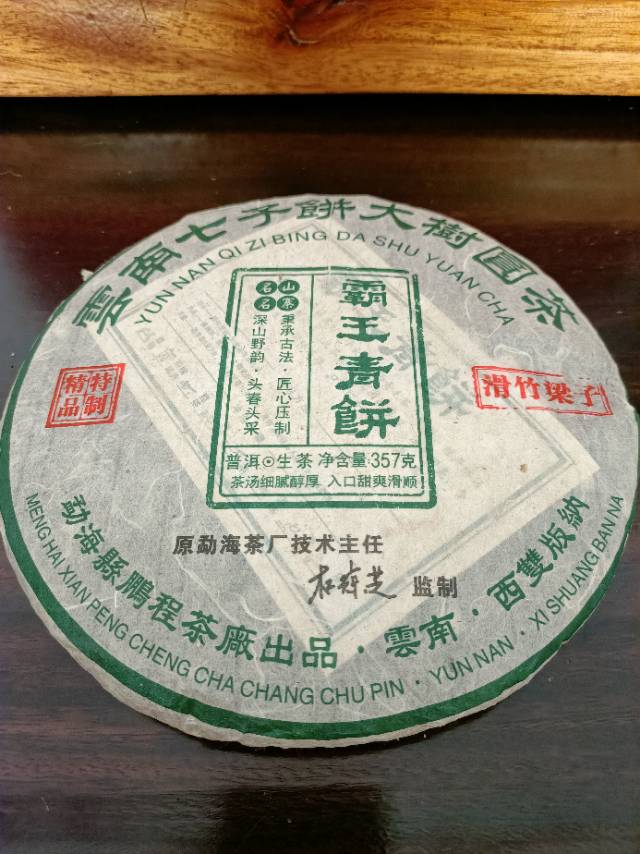 雲南七子餅大樹圓茶
YUN NAN QI ZI BING DA SHU YUAN CHA
霸王青餅
名山
名寨
秉承古法·匠心压制
深山野韵·头春头采
普洱⊙生茶 净含量:357克
茶汤细腻醇厚 入口甜爽滑顺
特制
精品
滑竹梁子
原勐海茶厂技术主任
监制
勐海縣鵬程茶廠出品·雲南·西雙版納
MENG HAI XIAN PENG CHENG CHA CHANG CHU PIN · YUN NAN · XI SHUANG BAN NA